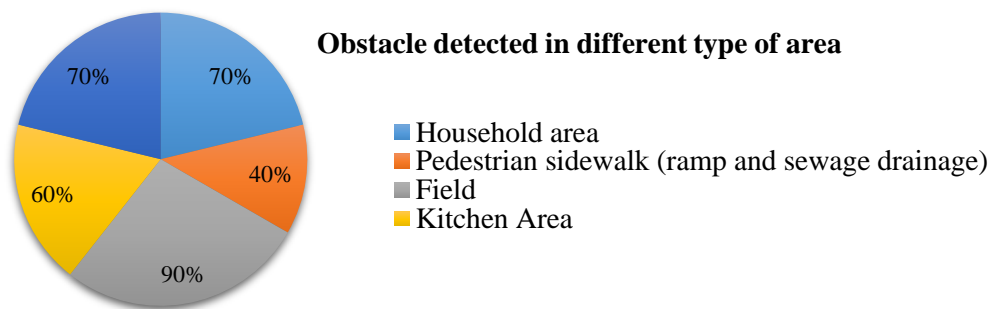 Obstacle detected in different type of area
70%
70%
40%
60%
90%
Household area
Pedestrian sidewalk (ramp and sewage drainage)
Field
Kitchen Area